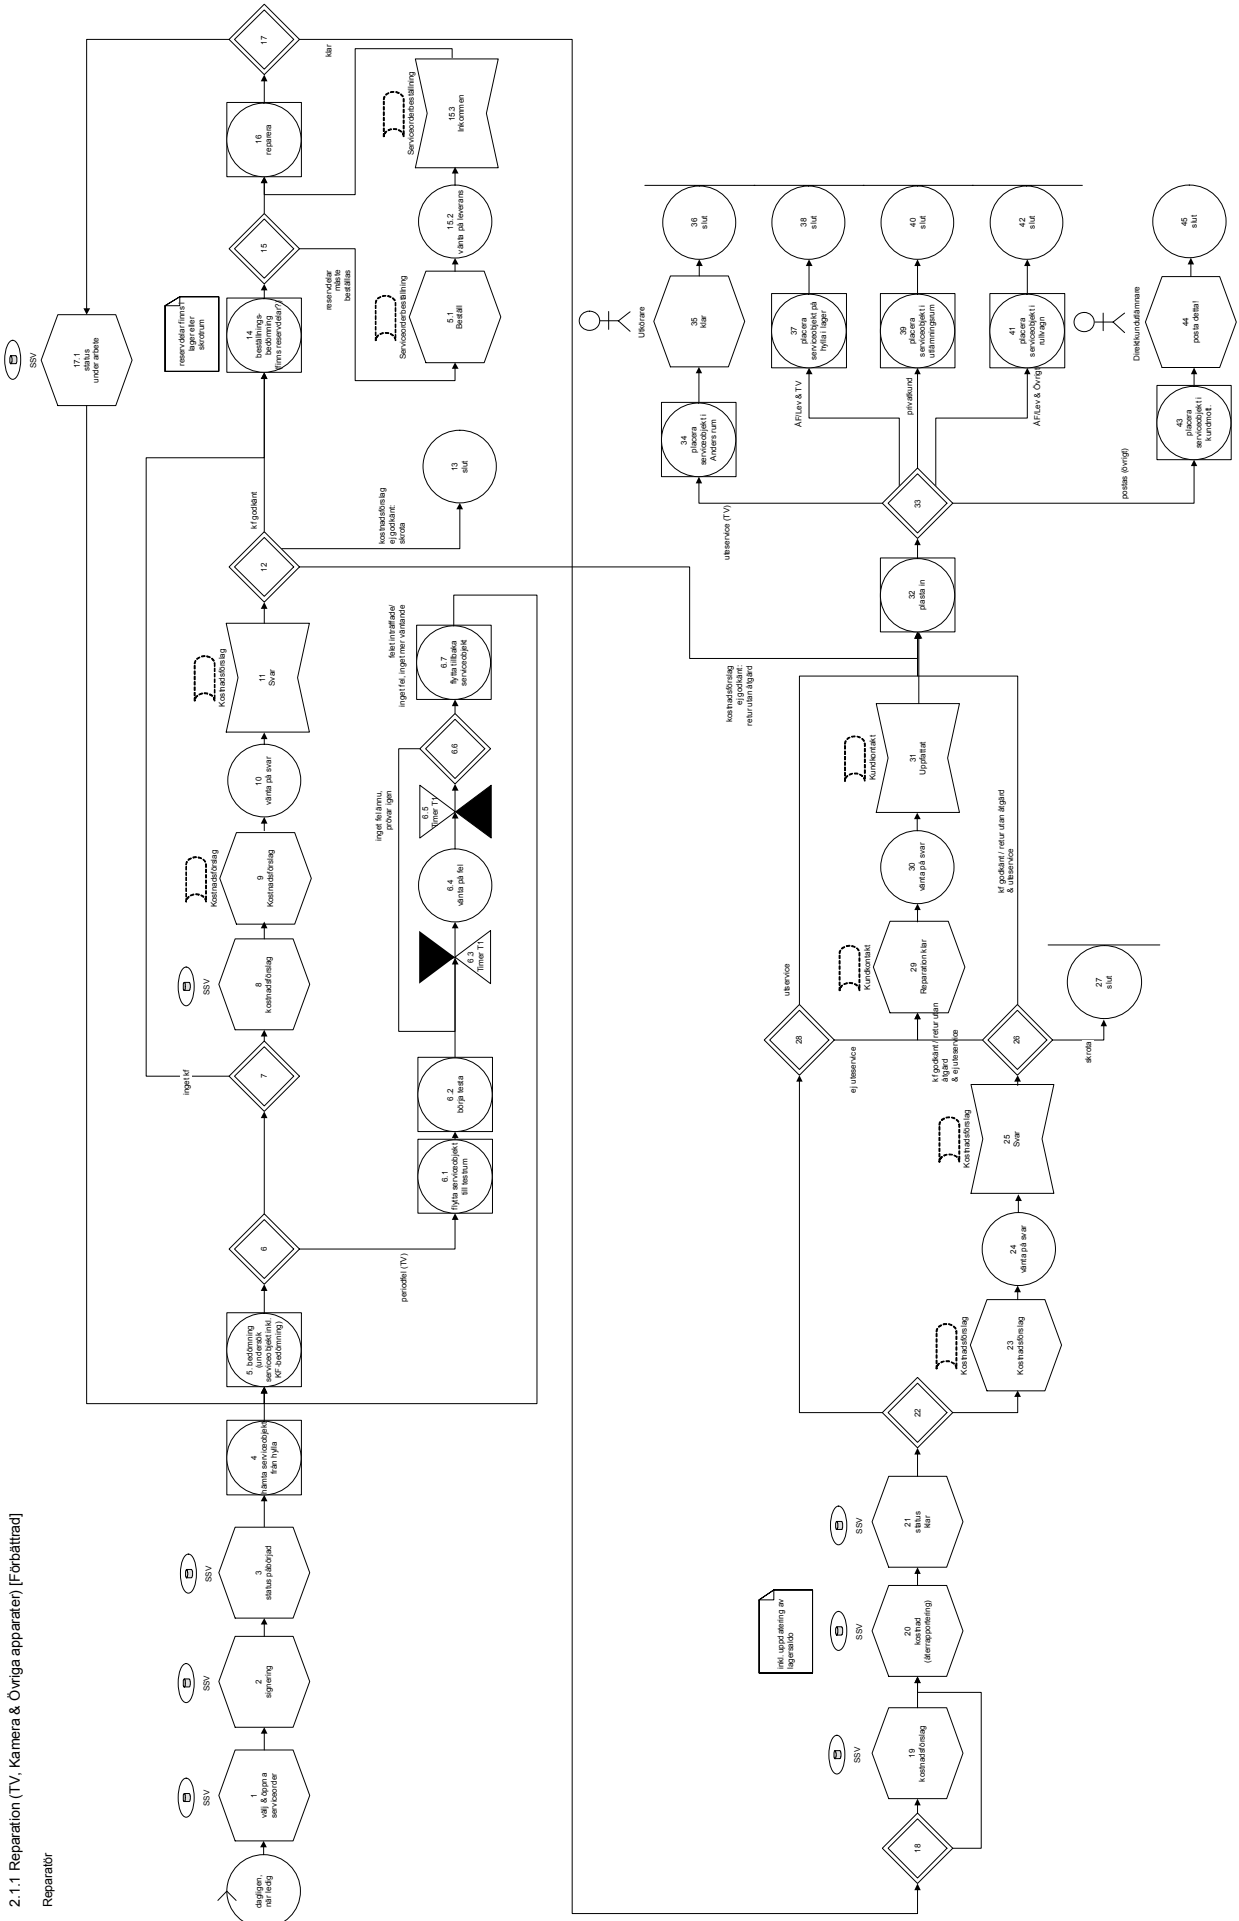 2.1.1 Reparation (TV, Kamera & Övriga apparater) [Förbättrad]
Reparatör
dagligen,
när ledig
1
välj & öppna
serviceorder
SSV
2
signering
SSV
3
status påbörjad
SSV
4
hämta serviceobjekt
från hylla
5. bedömning
(undersök
serviceobjekt inkl.
KF-bedömning)
6
periodfel (TV)
6.1
flytta serviceobjekt
till testrum
6.2
börja testa
6.3
Timer T1
6.4
vänta på fel
6.5
Timer T1
6.6
inget fel ännu,
prövar igen
felet inträffade/
inget fel, inget mer väntande
6.7
flytta tillbaka
serviceobjekt
7
inget kf
8
kostnadsförslag
SSV
9
Kostnadsförslag
Kostnadsförslag
10
vänta på svar
11
Svar
Kostnadsförslag
12
kf godkänt
kostnadsförslag
ej godkänt:
skrota
13
slut
kostnadsförslag
ej godkänt:
retur utan åtgärd
14
beställnings-
bedömning
(finns reservdelar?)
reservdelar finns i
lager eller
skrotrum
15
reservdelar
måste
beställas
5.1
Beställ
Serviceorderbeställning
15.2
vänta på leverans
15.3
Inkommen
Serviceorderbeställning
16
reparera
17
klar
17.1
status
under arbete
SSV
18
19
kostnadsförslag
SSV
20
kostnad
(återrapportering)
SSV
inkl. uppdatering av
lagersaldo
21
status
klar
SSV
22
23
Kostnadsförslag
Kostnadsförslag
24
vänta på svar
25
Svar
Kostnadsförslag
26
skrota
27
slut
kf godkänt / retur utan
åtgärd
& ej uteservice
kf godkänt / retur utan åtgärd
& uteservice
28
uteservice
ej uteservice
29
Reparation klar
Kundkontakt
30
vänta på svar
31
Uppfattat
Kundkontakt
32
plasta in
33
uteservice (TV)
34
placera
serviceobjekt i
Anders rum
35
klar
Utkörare
36
slut
ÅF/Lev & TV
37
placera
serviceobjekt på
hylla i lager
38
slut
privatkund
39
placera
serviceobjekt i
utlämningsrum
40
slut
ÅF/Lev & Övrigt
41
placera
serviceobjekt i
rullvagn
42
slut
postas (övrigt)
43
placera
serviceobjekt i
kundmott.
44
posta detta!
Direktkundutlämnare
45
slut